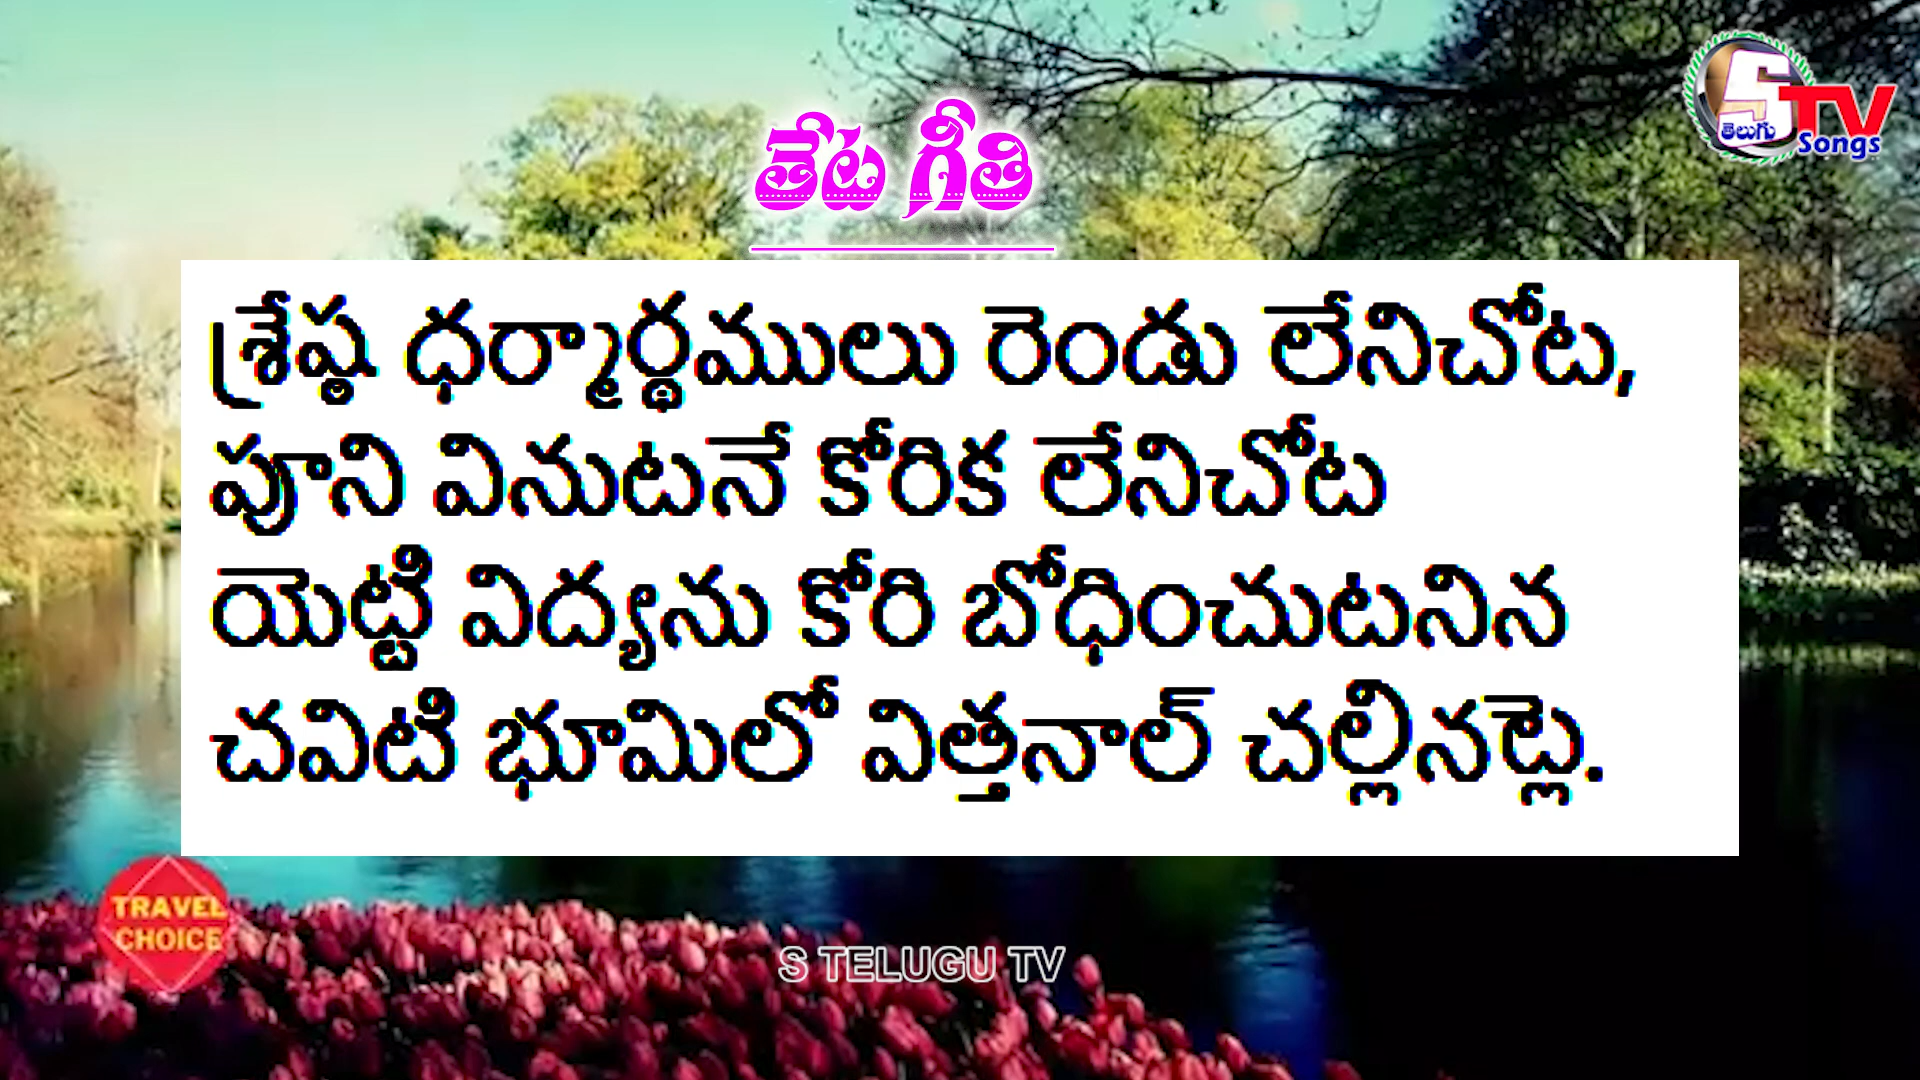 S TV
తెలుగు Songs
తేట గీతి
శ్రేష్ఠ ధర్మార్థములు రెండు లేనిచోట,
పూని వినుటనే కోరిక లేనిచోట
యెట్టి విద్యను కోరి బోధించుటనిన
చవిటి భూమిలో విత్తనాల్ చల్లినట్లె.
TRAVEL
CHOICE
S TELUGU TV